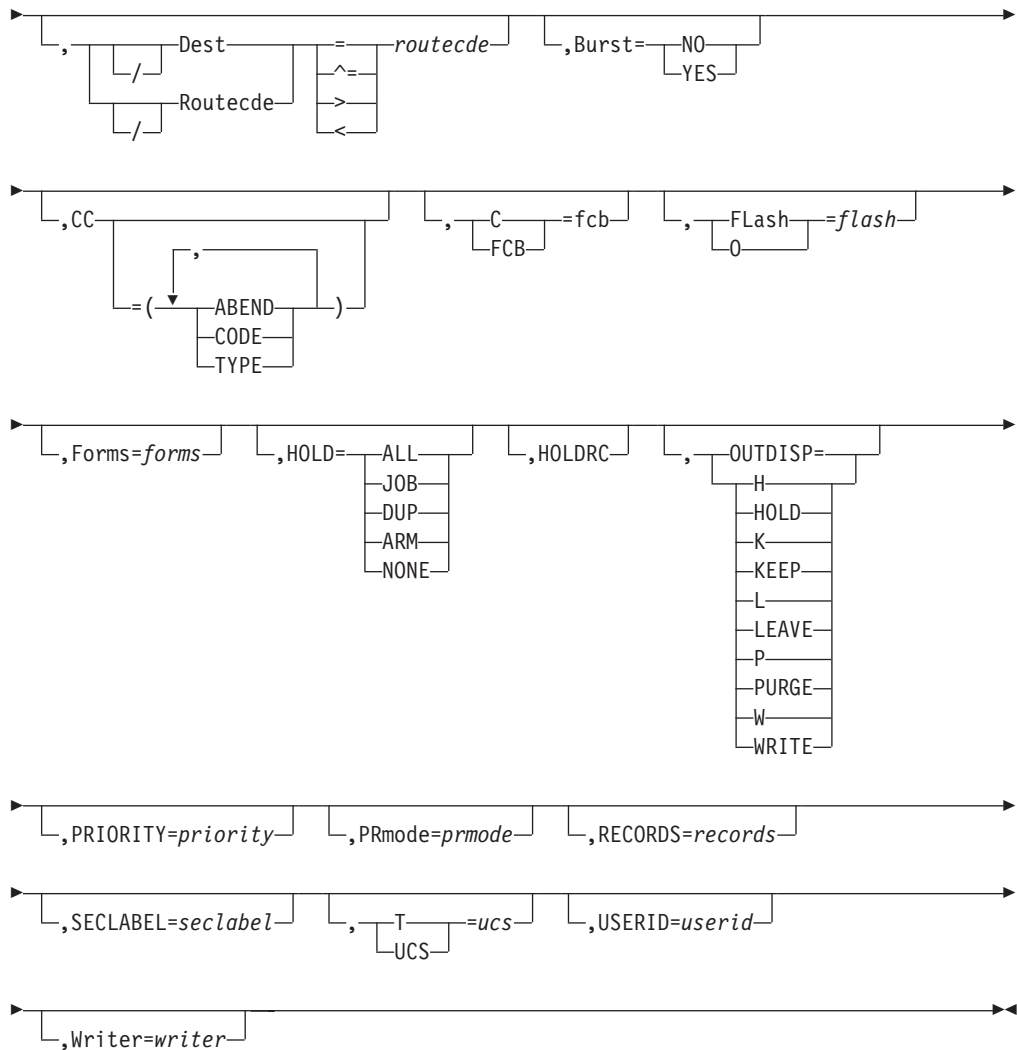 , / Dest = routecde ,Burst= NO
^= YES
/ Routecde >
<
,CC , C =fcb , FLash =flash
FCB O
,
=( ABEND )
CODE
TYPE
,Forms=forms ,HOLD= ALL ,HOLDRC , OUTDISP=
JOB H
DUP HOLD
ARM K
NONE KEEP
L
LEAVE
P
PURGE
W
WRITE
,PRIORITY=priority ,PRmode=prmode ,RECORDS=records
,SECLABEL=seclabel , T =ucs ,USERID=userid
UCS
,Writer=writer